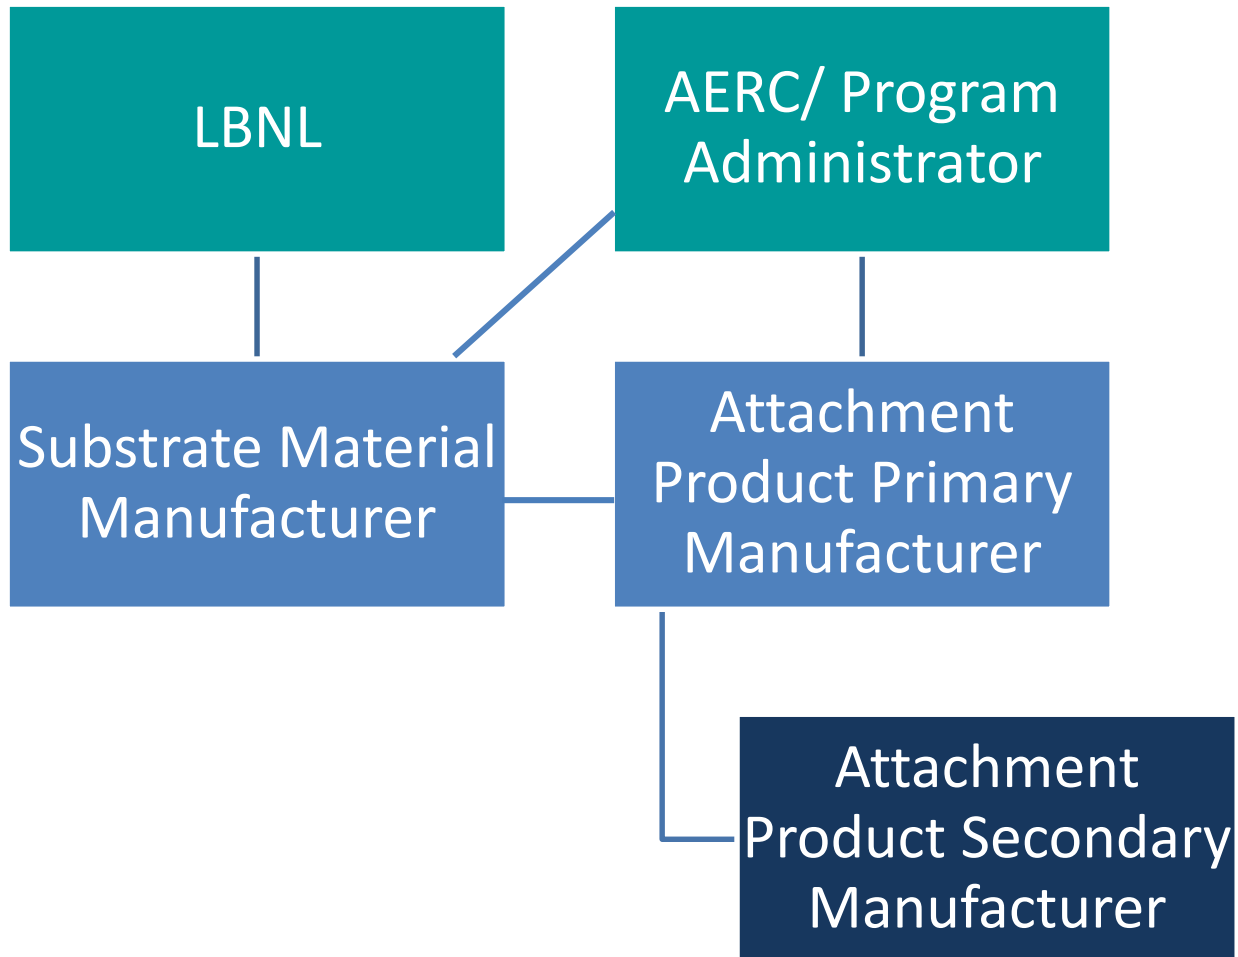 LBNL
AERC/ Program
Administrator
Substrate Material
Manufacturer
Attachment
Product Primary
Manufacturer
Attachment
Product Secondary
Manufacturer